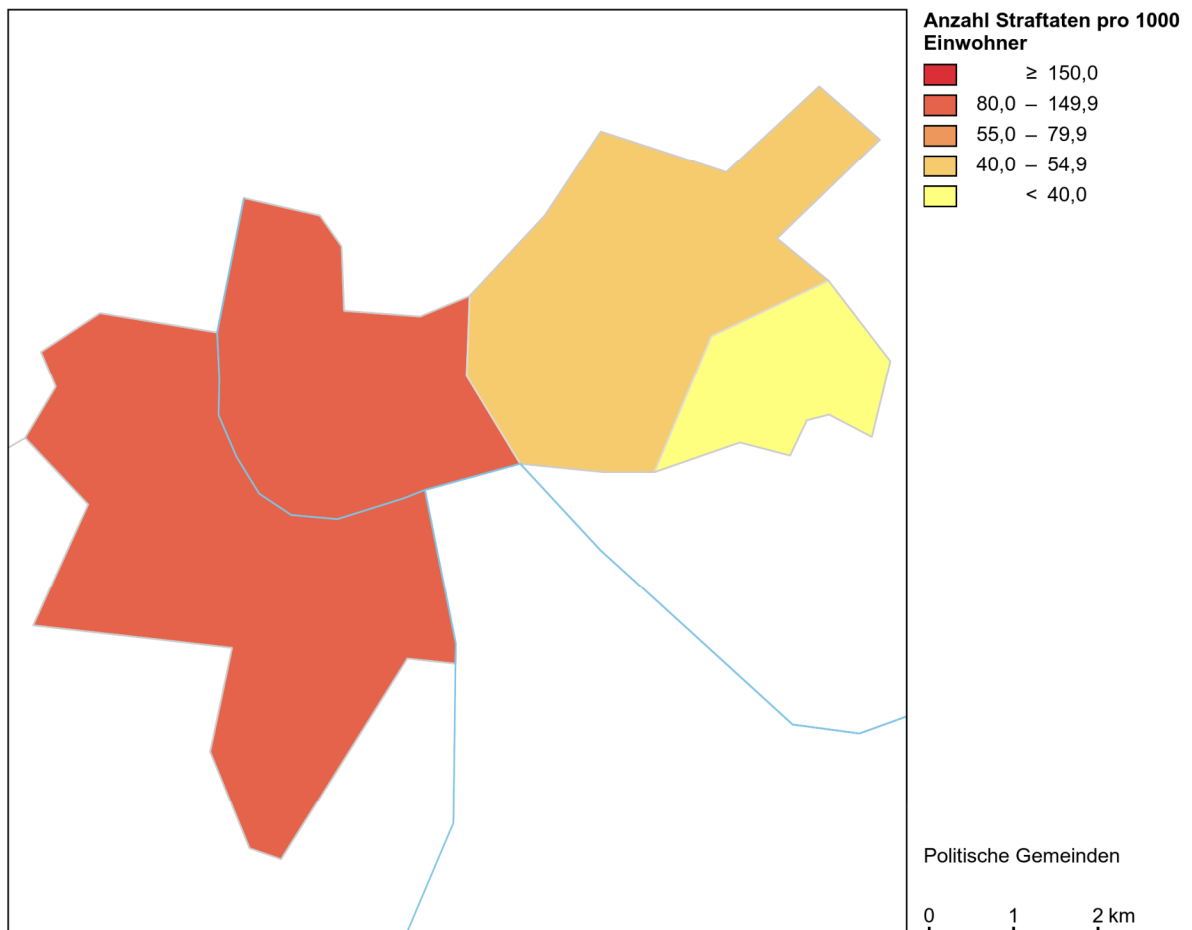 Anzahl Straftaten pro 1000
Einwohner
≥ 150,0
80,0 – 149,9
55,0 – 79,9
40,0 – 54,9
< 40,0
Politische Gemeinden
0 1 2 km